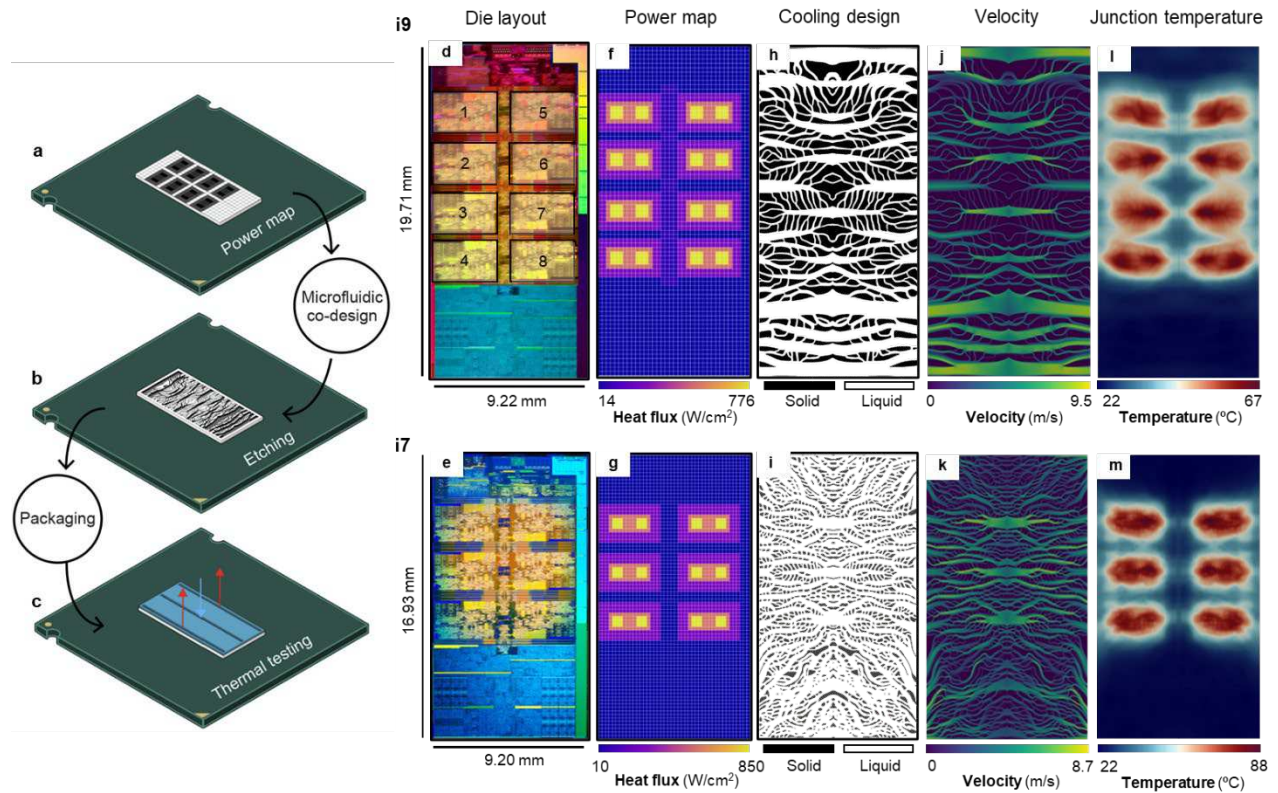 a
Power map
Microfluidic
co-design
b
Etching
Packaging
c
Thermal testing
i9
Die layout
Power map
Cooling design
Velocity
Junction temperature
d
f
h
j
l
1
5
2
6
3
7
4
8
19.71 mm
9.22 mm
14
776
Heat flux (W/cm²)
Solid
Liquid
0
9.5
Velocity (m/s)
22
67
Temperature (ºC)
i7
e
g
i
k
m
16.93 mm
9.20 mm
10
850
Heat flux (W/cm²)
Solid
Liquid
0
8.7
Velocity (m/s)
22
88
Temperature (ºC)